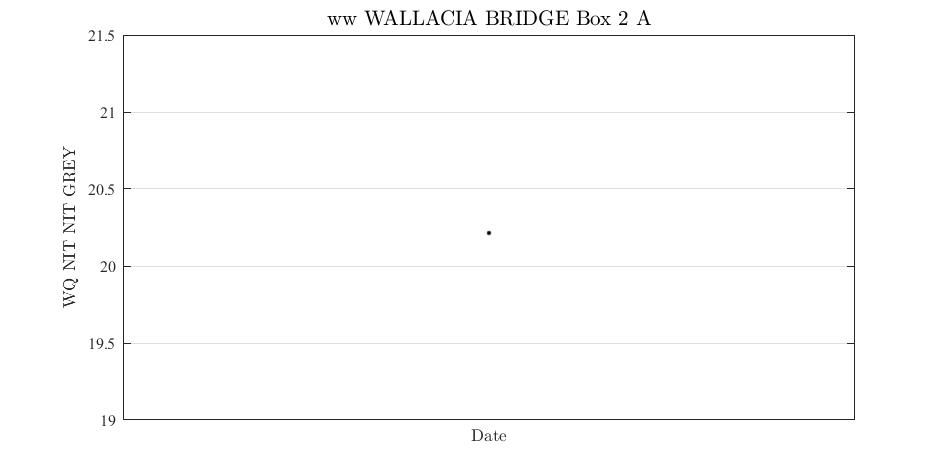 ww WALLACIA BRIDGE Box 2 A
21.5
21
20.5
20
19.5
19
WQ NIT NIT GREY
Date